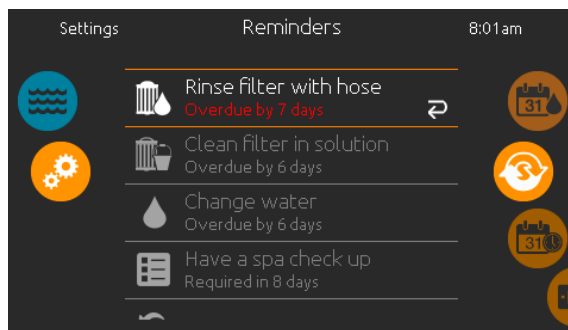 Settings
Reminders
8:01am
Rinse filter with hose
Overdue by 7 days
Clean filter in solution
Overdue by 6 days
Change water
Overdue by 6 days
Have a spa check up
Required in 8 days
31
31